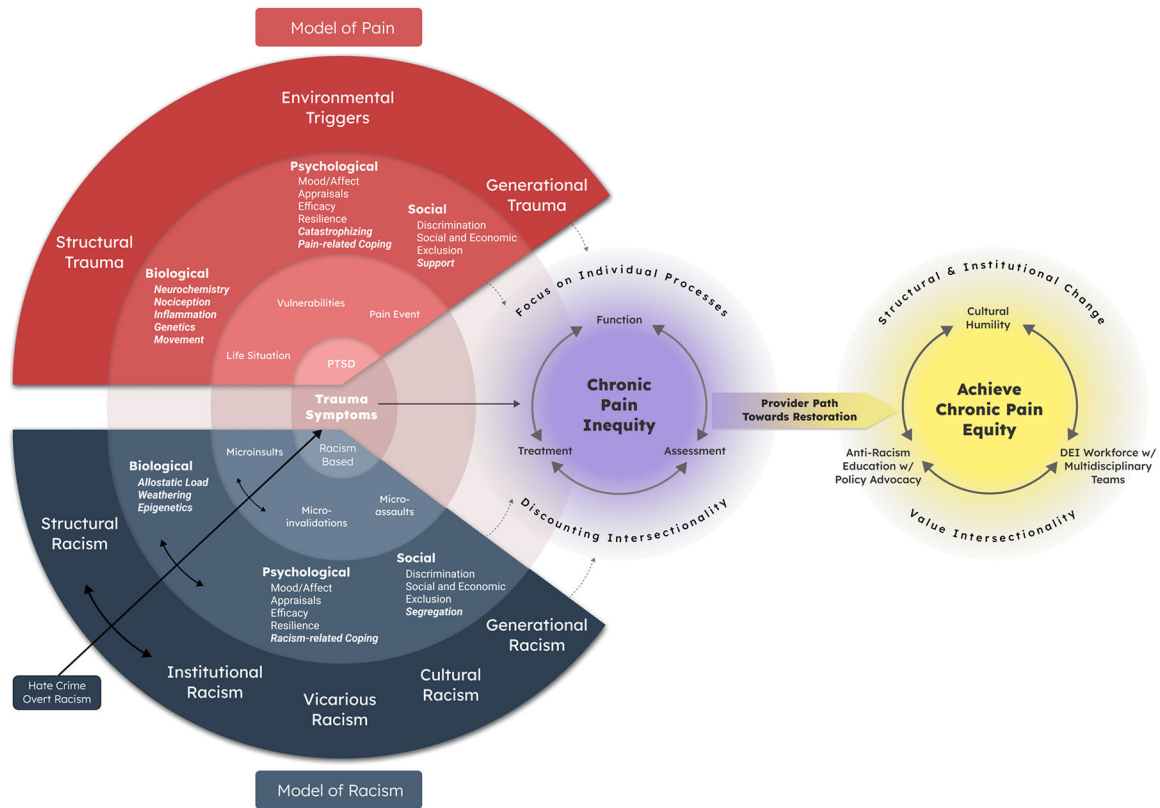 Model of Pain
Environmental
Triggers
Generational
Trauma
Structural
Trauma
Psychological
Mood/Affect
Appraisals
Efficacy
Resilience
Catastrophizing
Pain-related Coping
Social
Discrimination
Social and Economic
Exclusion
Support
Biological
Neurochemistry
Nociception
Inflammation
Genetics
Movement
Vulnerabilities
Pain Event
Life Situation
PTSD
Trauma
Symptoms
Racism
Based
Microinsults
Micro-
invalidations
Micro-
assaults
Biological
Allostatic Load
Weathering
Epigenetics
Psychological
Mood/Affect
Appraisals
Efficacy
Resilience
Racism-related Coping
Social
Discrimination
Social and Economic
Exclusion
Segregation
Structural
Racism
Institutional
Racism
Vicarious
Racism
Cultural
Racism
Generational
Racism
Hate Crime
Overt Racism
Model of Racism
Focus on Individual Processes
Function
Chronic
Pain
Inequity
Treatment
Assessment
Discounting Intersectionality
Provider Path
Towards Restoration
Structural & Institutional Change
Cultural
Humility
Achieve
Chronic Pain
Equity
Anti-Racism
Education w/
Policy Advocacy
DEI Workforce w/
Multidisciplinary
Teams
Value Intersectionality